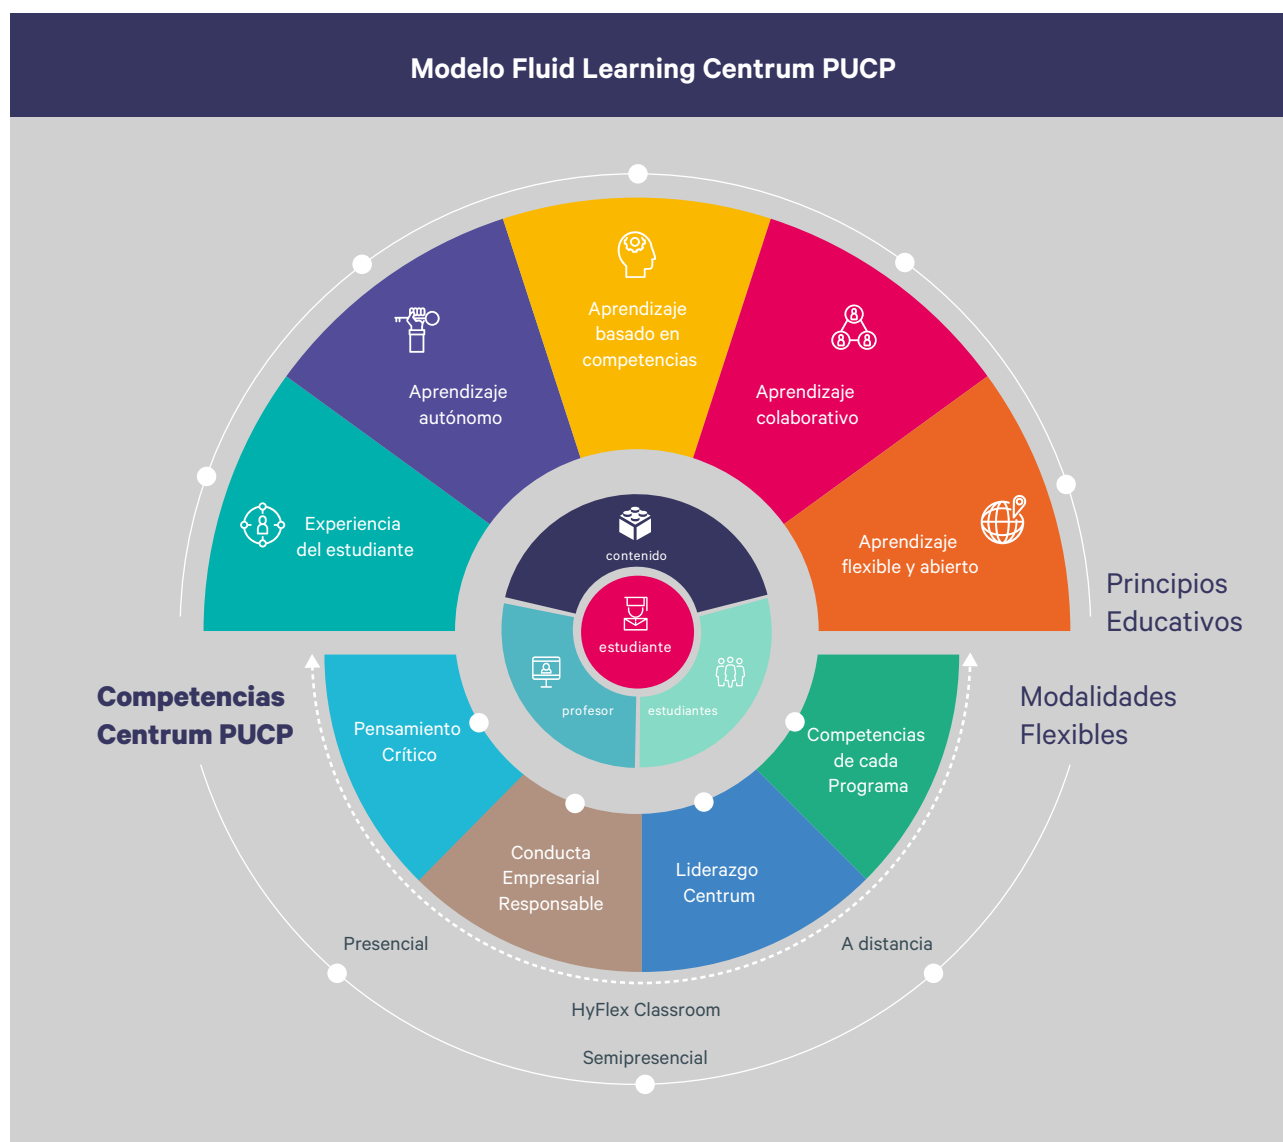 Modelo Fluid Learning Centrum PUCP
Aprendizaje
basado en
competencias
Aprendizaje
autónomo
Aprendizaje
colaborativo
Experiencia
del estudiante
Aprendizaje
flexible y abierto
contenido
estudiante
profesor
estudiantes
Principios
Educativos
Competencias
Centrum PUCP
Modalidades
Flexibles
Pensamiento
Crítico
Conducta
Empresarial
Responsable
Liderazgo
Centrum
Competencias
de cada
Programa
Presencial
A distancia
HyFlex Classroom
Semipresencial